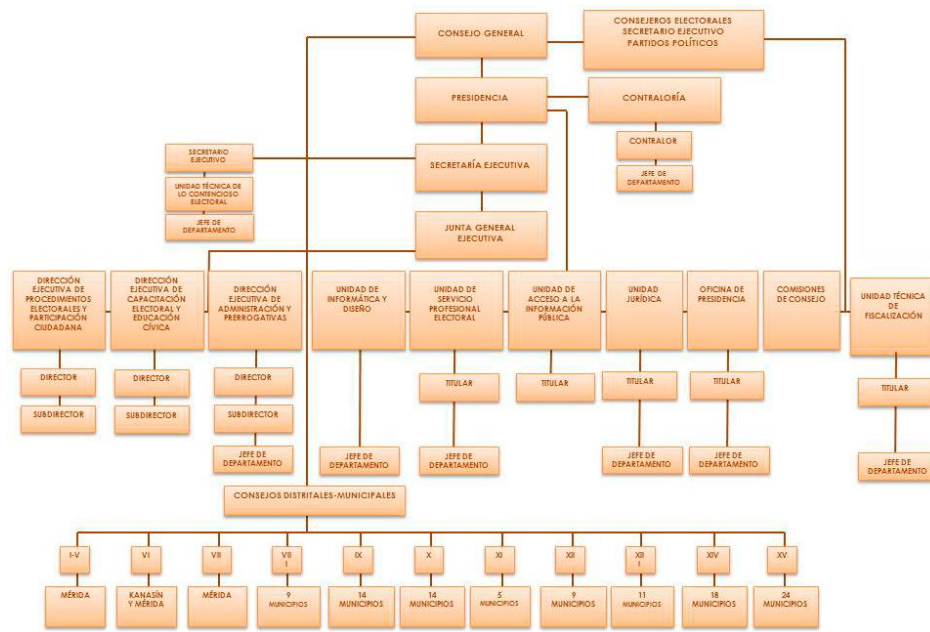 CONSEJO GENERAL
CONSEJEROS ELECTORALES
SECRETARIO EJECUTIVO
PARTIDOS POLÍTICOS
PRESIDENCIA
CONTRALORÍA
CONTRALOR
JEFE DE
DEPARTAMENTO
SECRETARIO
EJECUTIVO
SECRETARÍA EJECUTIVA
UNIDAD TÉCNICA DE
LO CONTENCIOSO
ELECTORAL
JEFE DE
DEPARTAMENTO
JUNTA GENERAL
EJECUTIVA
DIRECCIÓN
EJECUTIVA DE
PROCEDIMIENTOS
ELECTORALES Y
PARTICIPACIÓN
CIUDADANA
DIRECCIÓN
EJECUTIVA DE
CAPACITACIÓN
ELECTORAL Y
EDUCACIÓN
CÍVICA
DIRECCIÓN
EJECUTIVA DE
ADMINISTRACIÓN Y
PRERROGATIVAS
UNIDAD DE
INFORMÁTICA Y
DISEÑO
UNIDAD DE
SERVICIO
PROFESIONAL
ELECTORAL
UNIDAD DE
ACCESO A LA
INFORMACIÓN
PÚBLICA
UNIDAD
JURÍDICA
OFICINA DE
PRESIDENCIA
COMISIONES DE
CONSEJO
UNIDAD TÉCNICA
DE
FISCALIZACIÓN
DIRECTOR
DIRECTOR
DIRECTOR
TITULAR
TITULAR
TITULAR
TITULAR
TITULAR
SUBDIRECTOR
SUBDIRECTOR
SUBDIRECTOR
JEFE DE
DEPARTAMENTO
JEFE DE
DEPARTAMENTO
JEFE DE
DEPARTAMENTO
JEFE DE
DEPARTAMENTO
JEFE DE
DEPARTAMENTO
JEFE DE
DEPARTAMENTO
CONSEJOS DISTRITALES-MUNICIPALES
I-V
VI
VII
VII
I
IX
X
XI
XII
XII
I
XIV
XV
MÉRIDA
KANASÍN
Y MÉRIDA
MÉRIDA
9
MUNICIPIOS
14
MUNICIPIOS
14
MUNICIPIOS
5
MUNICIPIOS
9
MUNICIPIOS
11
MUNICIPIOS
18
MUNICIPIOS
24
MUNICIPIOS